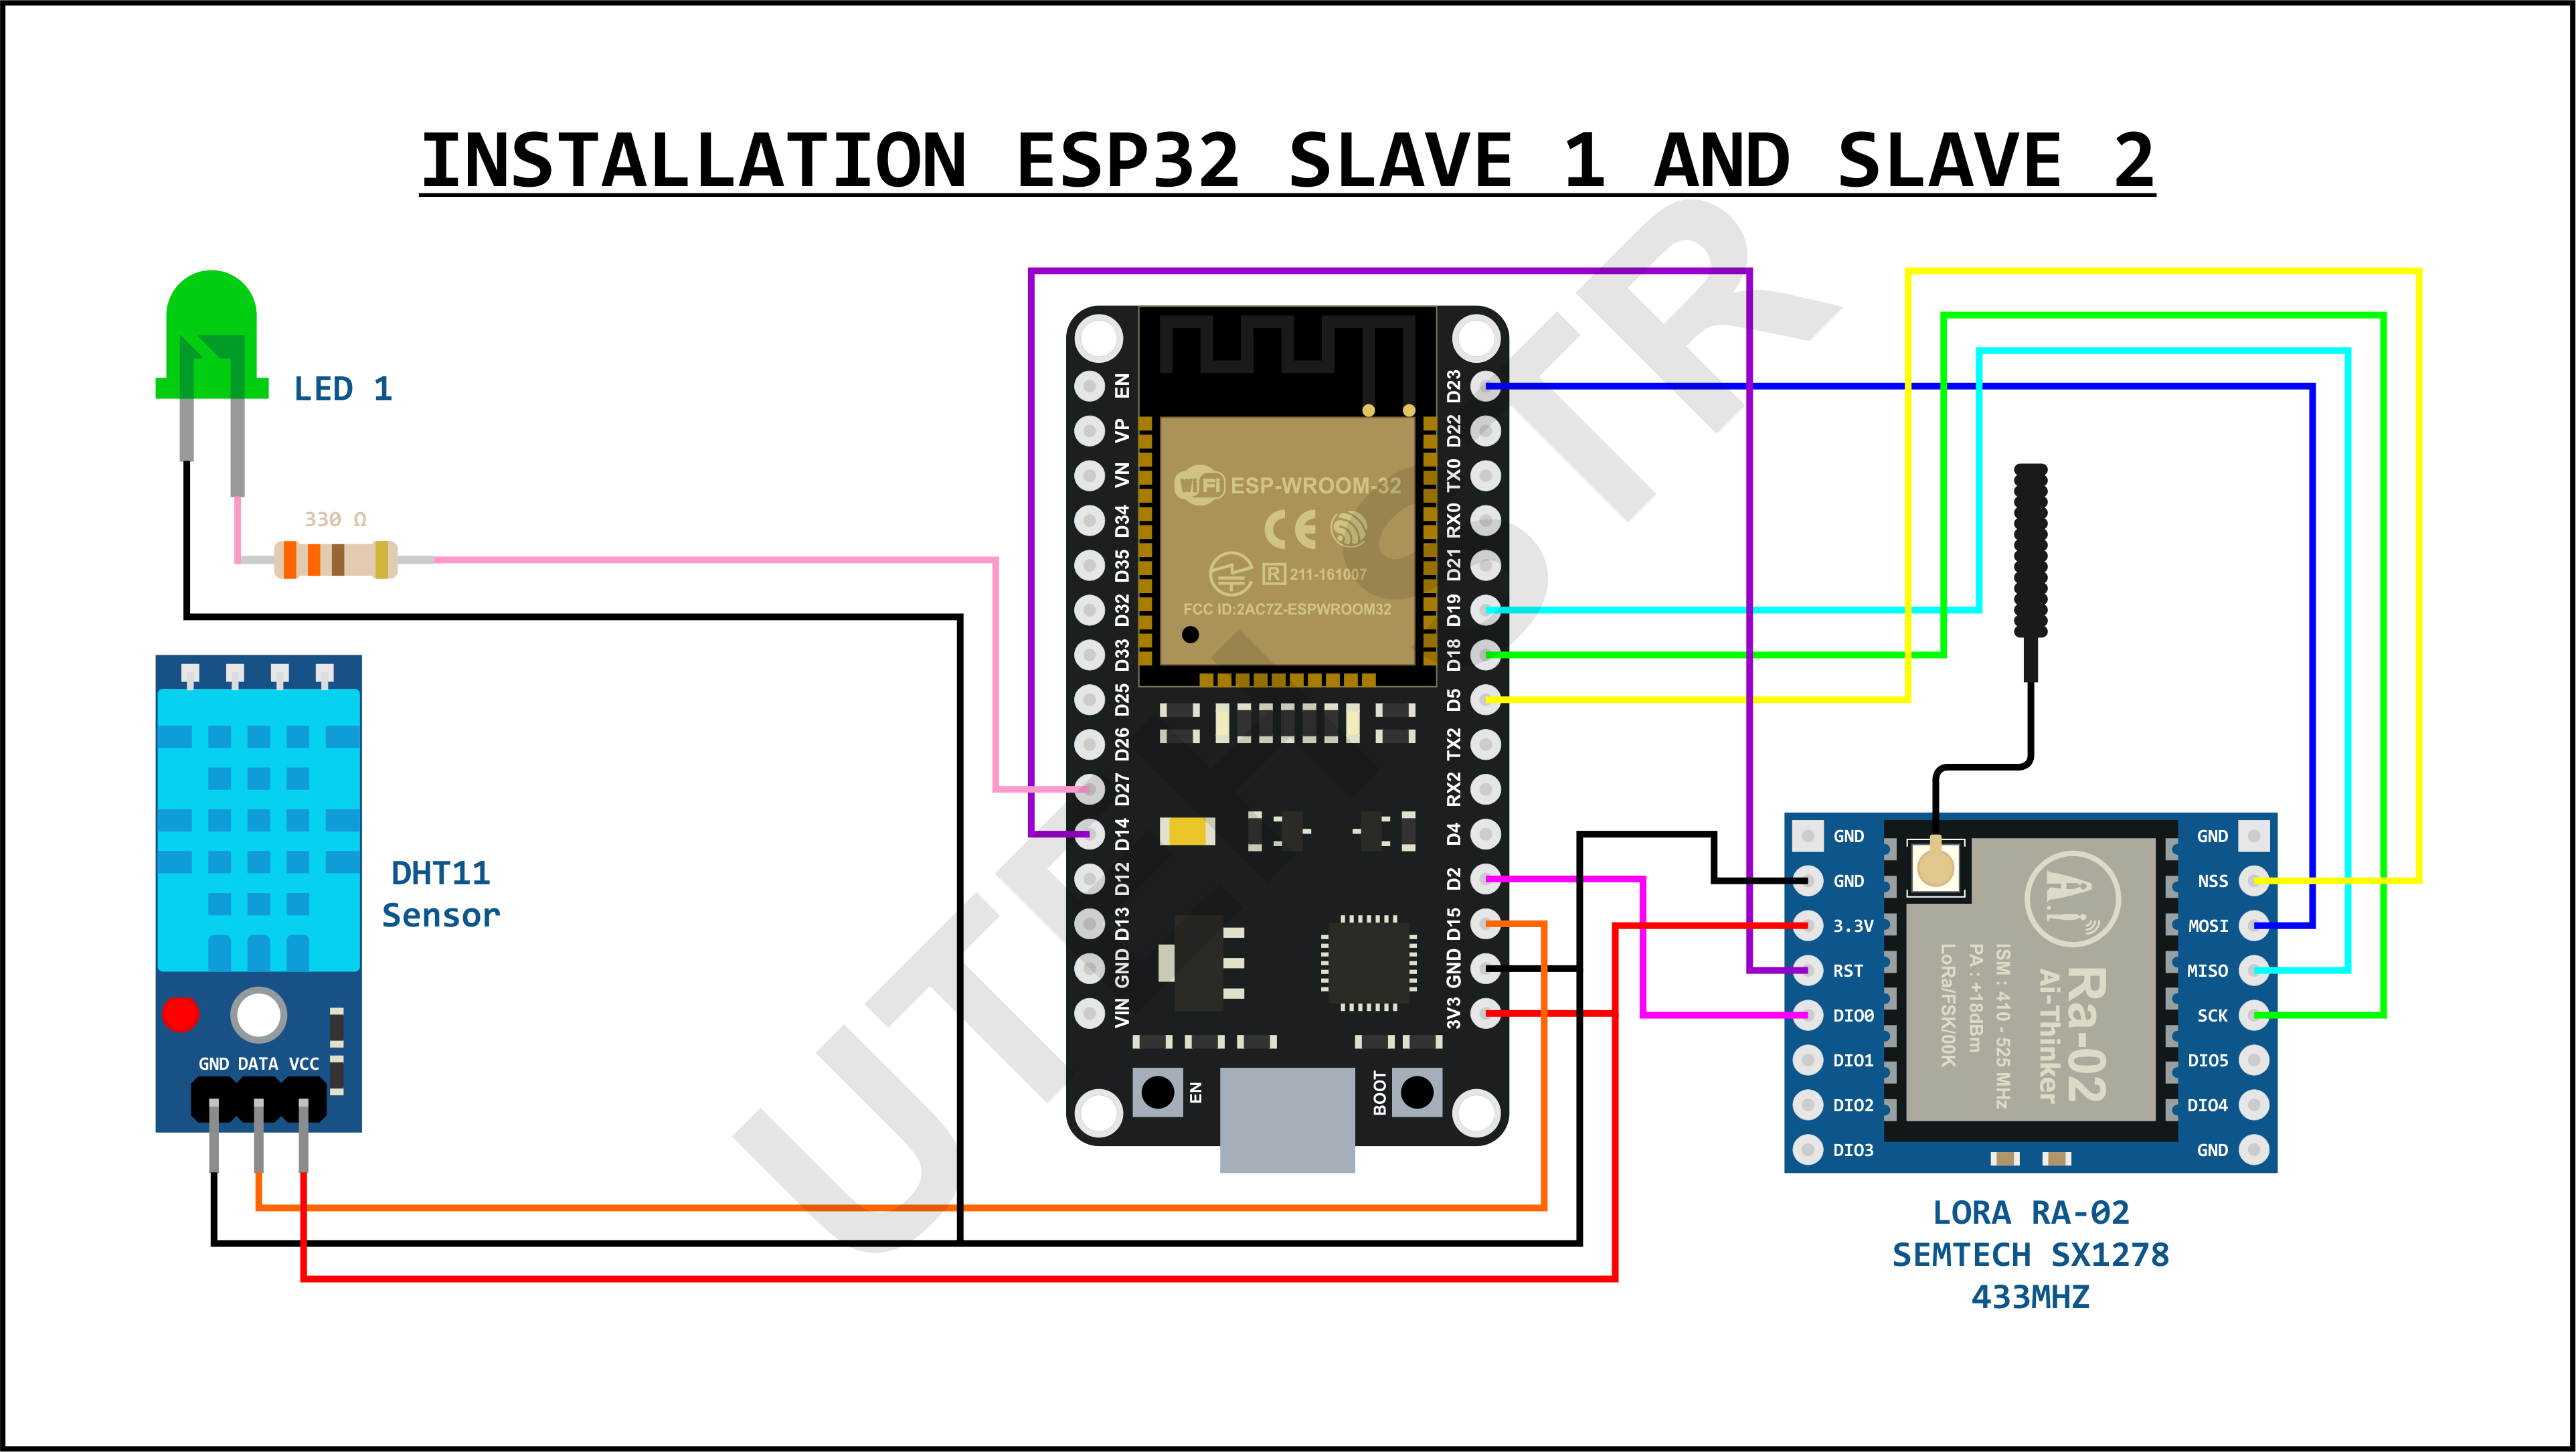 INSTALLATION ESP32 SLAVE 1 AND SLAVE 2
LED 1
330 Ω
DHT11
Sensor
GND DATA VCC
EN
VP
VN
D34
D35
D32
D33
D25
D26
D27
D14
D12
D13
GND
VIN
D23
D22
TX0
RX0
D21
D19
D18
D5
TX2
RX2
D4
D2
D15
GND
3V3
WiFi ESP-WROOM-32
CE
R 211-161007
FCC ID:2AC7Z-ESPWROOM32
EN
BOOT
GND
GND
3.3V
RST
DIO0
DIO1
DIO2
DIO3
GND
NSS
MOSI
MISO
SCK
DIO5
DIO4
GND
Ai
Ra-02
Ai-Thinker
ISM : 410 - 525 MHz
PA : +18dBm
LoRa/FSK/OOK
LORA RA-02
SEMTECH SX1278
433MHZ